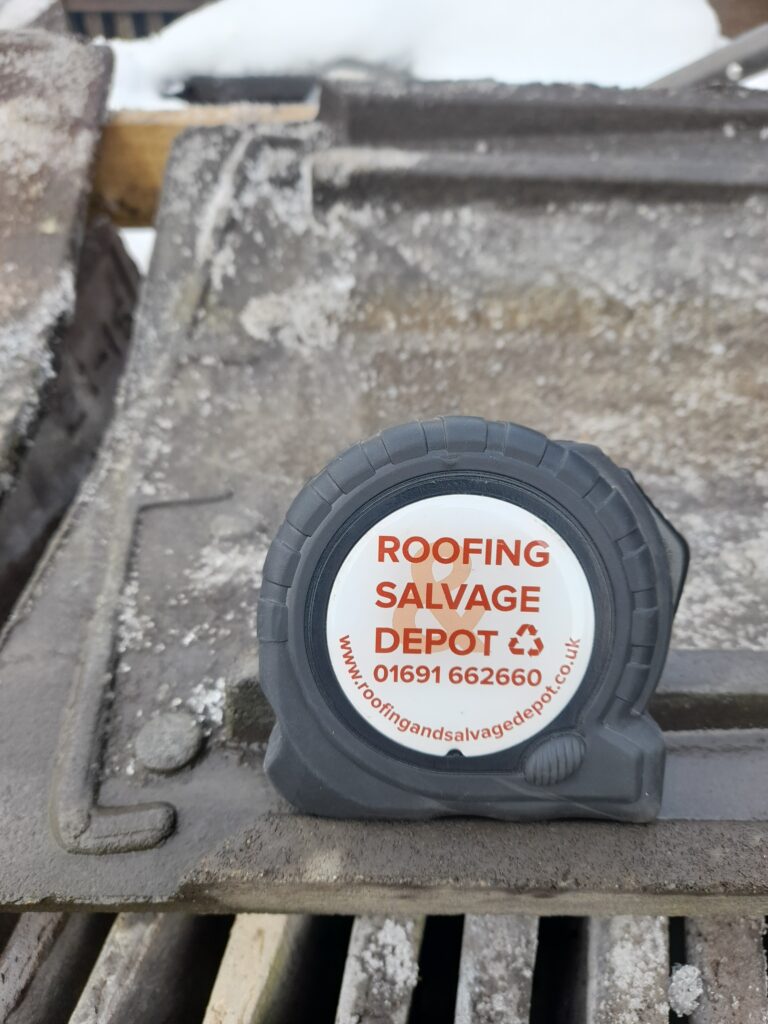 ROOFING
&
SALVAGE
DEPOT
01691 662660
www.roofingandsalvagedepot.co.uk